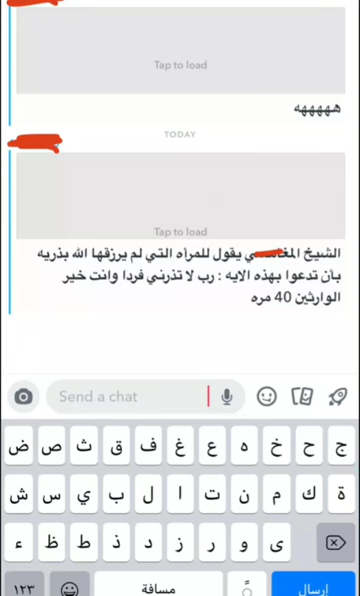 Tap to load
ههههههه
TODAY
Tap to load
الشيخ يقول للمرأه التي لم يرزقها الله بذريه
بأن تدعوا بهذه الايه : رب لا تذرني فردا وانت خير
الوارثين 40 مره
Send a chat
ج ح خ ه ع غ ف ق ث ص ض
ة ك م ن ت ا ل ب ي س ش
ى و ر ز د ذ ط ظ ء
إرسال مسافة ١٢٣